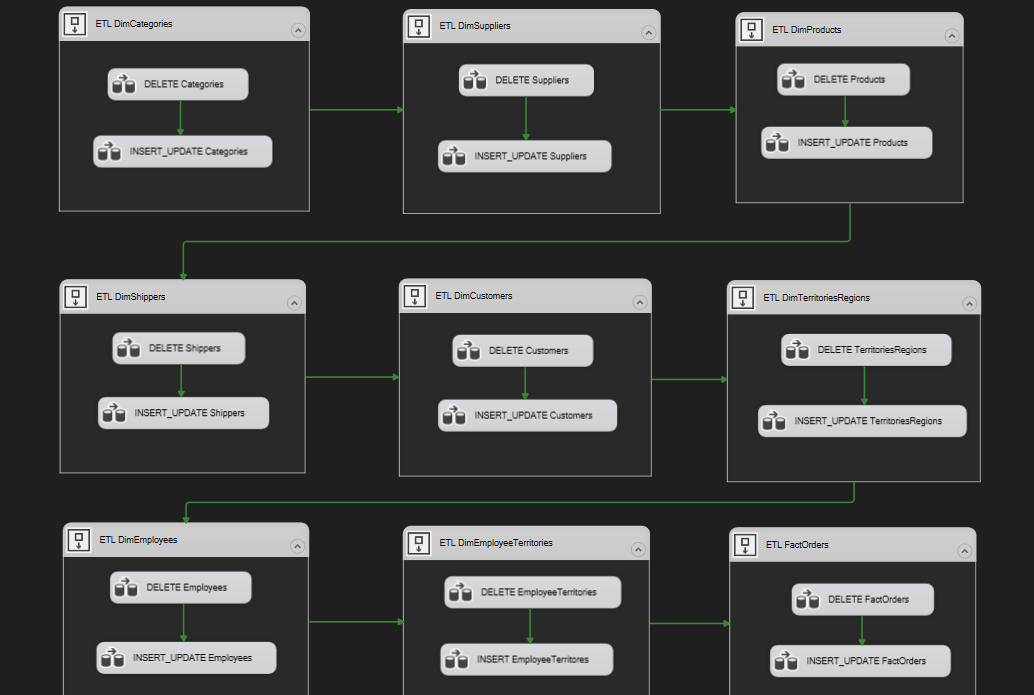 ETL DimCategories
DELETE Categories
INSERT_UPDATE Categories
ETL DimSuppliers
DELETE Suppliers
INSERT_UPDATE Suppliers
ETL DimProducts
DELETE Products
INSERT_UPDATE Products
ETL DimShippers
DELETE Shippers
INSERT_UPDATE Shippers
ETL DimCustomers
DELETE Customers
INSERT_UPDATE Customers
ETL DimTerritoriesRegions
DELETE TerritoriesRegions
INSERT_UPDATE TerritoriesRegions
ETL DimEmployees
DELETE Employees
INSERT_UPDATE Employees
ETL DimEmployeeTerritories
DELETE EmployeeTerritories
INSERT EmployeeTerritores
ETL FactOrders
DELETE FactOrders
INSERT_UPDATE FactOrders